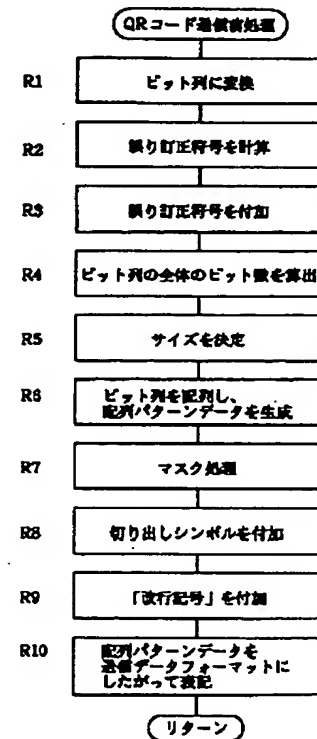 QRコード送信前処理
R1 ビット列に変換
R2 誤り訂正符号を計算
R3 誤り訂正符号を付加
R4 ビット列の全体のビット数を算出
R5 サイズを決定
R6 ビット列を配列し、
配列パターンデータを生成
R7 マスク処理
R8 切り出しシンボルを付加
R9 「改行記号」を付加
R10 配列パターンデータを
送信データフォーマットに
したがって表記
リターン